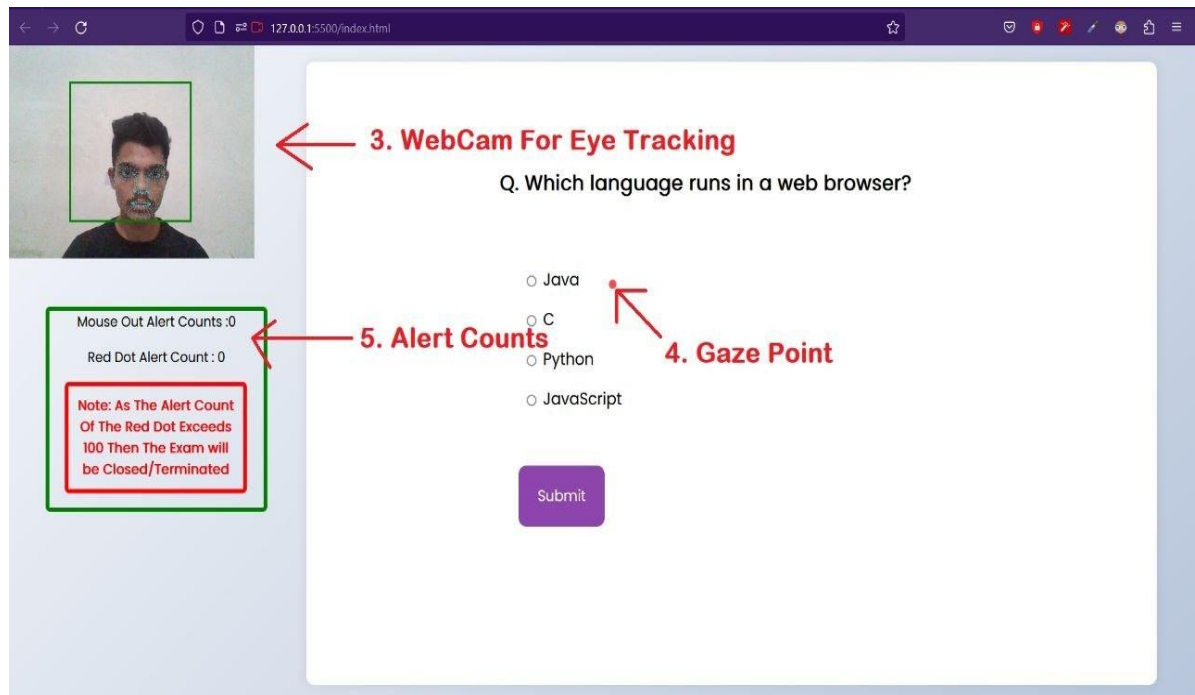 127.0.0.1:5500/index.html
3. WebCam For Eye Tracking
Q. Which language runs in a web browser?
Java
C
Python
JavaScript
4. Gaze Point
Submit
5. Alert Counts
Mouse Out Alert Counts :0
Red Dot Alert Count : 0
Note: As The Alert Count
Of The Red Dot Exceeds
100 Then The Exam will
be Closed/Terminated